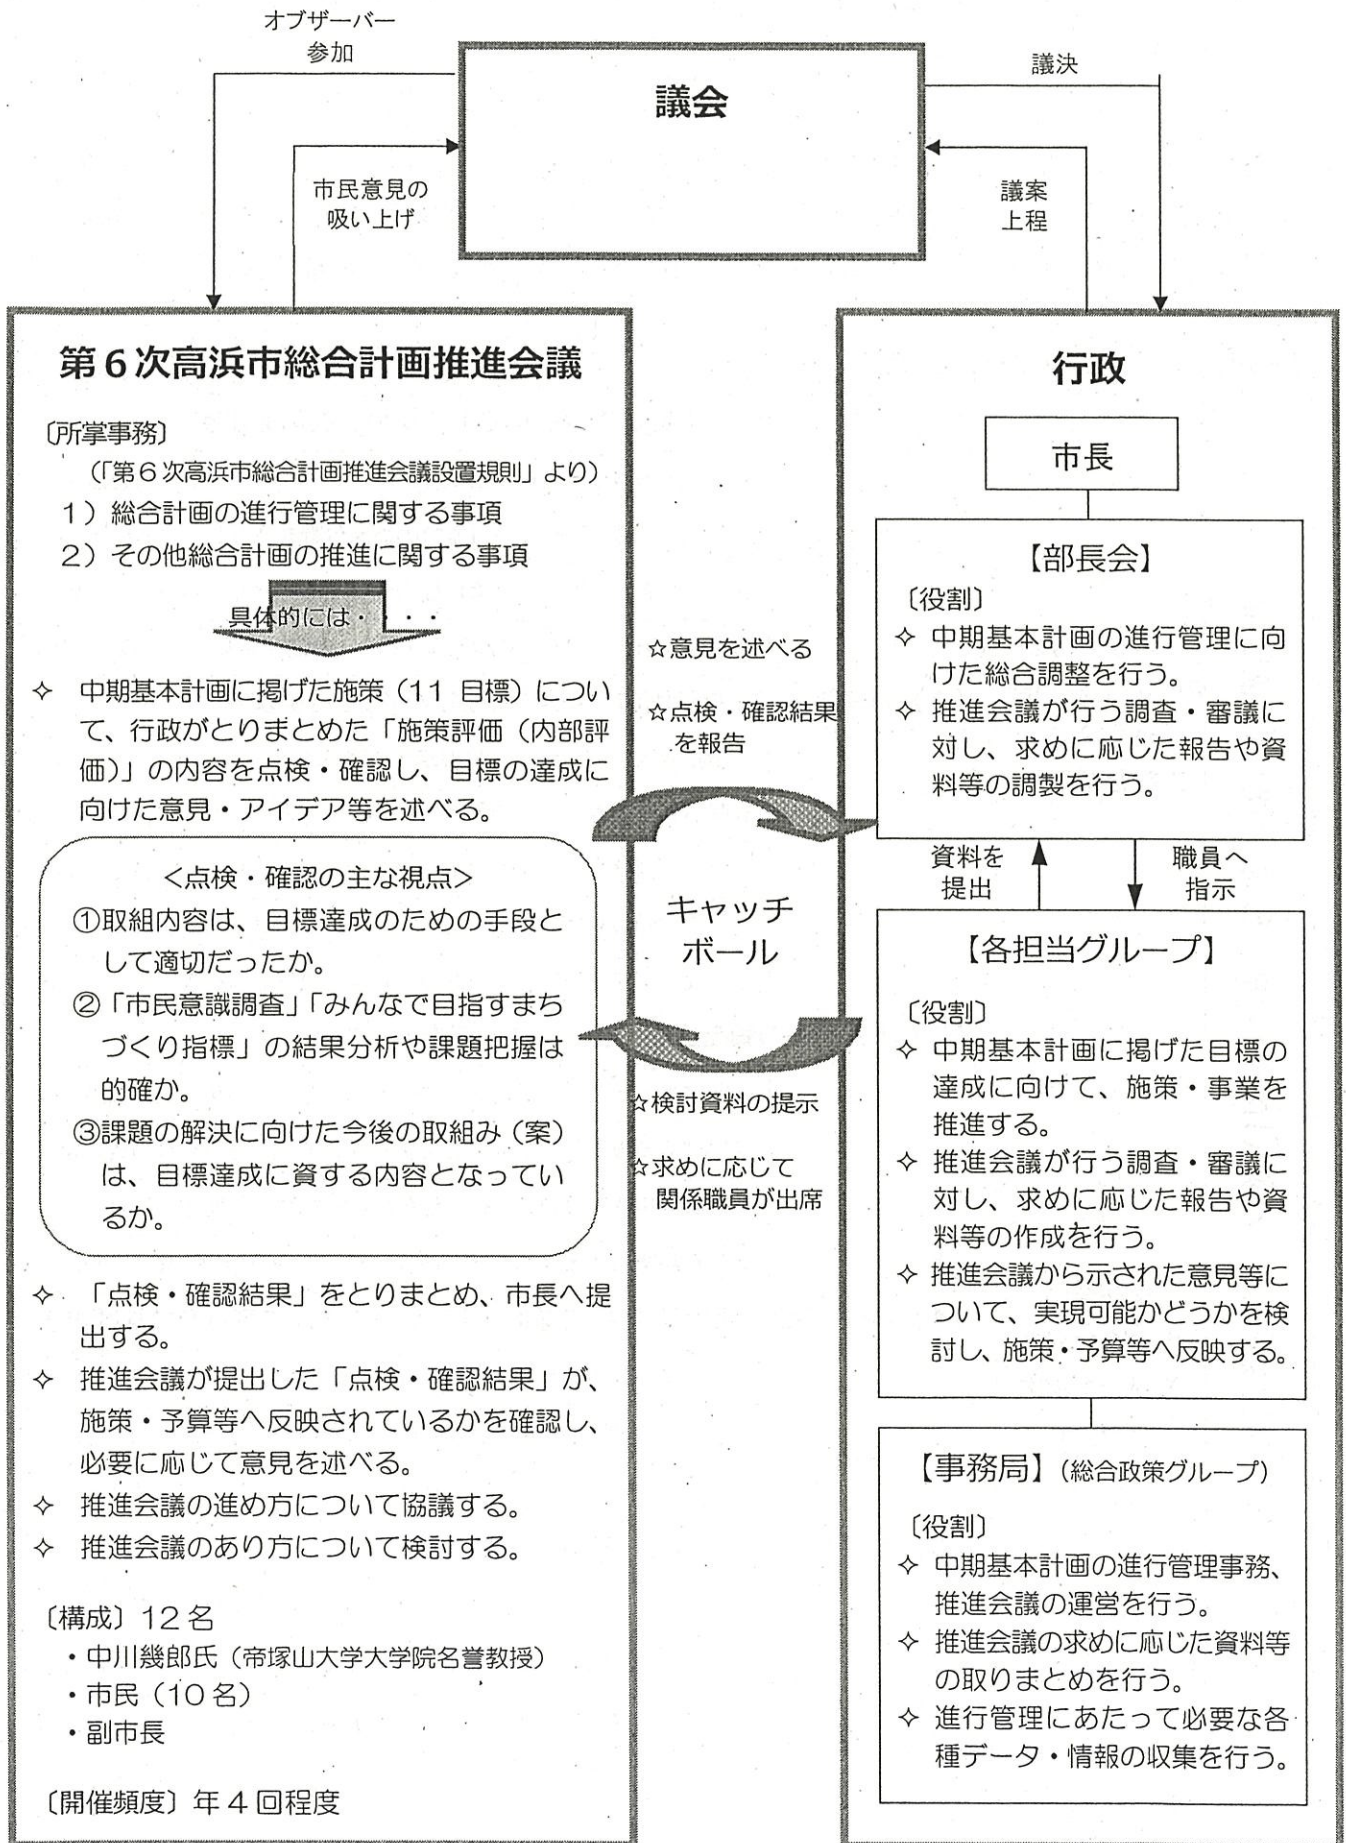 オブザーバー
参加
議会
議決
市民意見の
吸い上げ
議案
上程
第6次高浜市総合計画推進会議
〔所掌事務〕
（「第6次高浜市総合計画推進会議設置規則」より）
1）総合計画の進行管理に関する事項
2）その他総合計画の推進に関する事項
具体的には・・・・
✧ 中期基本計画に掲げた施策（11 目標）につい
て、行政がとりまとめた「施策評価（内部評
価）」の内容を点検・確認し、目標の達成に
向けた意見・アイデア等を述べる。
＜点検・確認の主な視点＞
①取組内容は、目標達成のための手段と
して適切だったか。
②「市民意識調査」「みんなで目指すまち
づくり指標」の結果分析や課題把握は
的確か。
③課題の解決に向けた今後の取組み（案）
は、目標達成に資する内容となってい
るか。
✧ 「点検・確認結果」をとりまとめ、市長へ提
出する。
✧ 推進会議が提出した「点検・確認結果」が、
施策・予算等へ反映されているかを確認し、
必要に応じて意見を述べる。
✧ 推進会議の進め方について協議する。
✧ 推進会議のあり方について検討する。
〔構成〕12名
・中川幾郎氏（帝塚山大学大学院名誉教授）
・市民（10名）
・副市長
〔開催頻度〕年4回程度
☆意見を述べる
☆点検・確認結果
を報告
キャッチ
ボール
☆検討資料の提示
☆求めに応じて
関係職員が出席
行政
市長
【部長会】
〔役割〕
✧ 中期基本計画の進行管理に向
けた総合調整を行う。
✧ 推進会議が行う調査・審議に
対し、求めに応じた報告や資
料等の調製を行う。
資料を
提出
職員へ
指示
【各担当グループ】
〔役割〕
✧ 中期基本計画に掲げた目標の
達成に向けて、施策・事業を
推進する。
✧ 推進会議が行う調査・審議に
対し、求めに応じた報告や資
料等の作成を行う。
✧ 推進会議から示された意見等に
ついて、実現可能かどうかを検
討し、施策・予算等へ反映する。
【事務局】（総合政策グループ）
〔役割〕
✧ 中期基本計画の進行管理事務、
推進会議の運営を行う。
✧ 推進会議の求めに応じた資料等
の取りまとめを行う。
✧ 進行管理にあたって必要な各
種データ・情報の収集を行う。